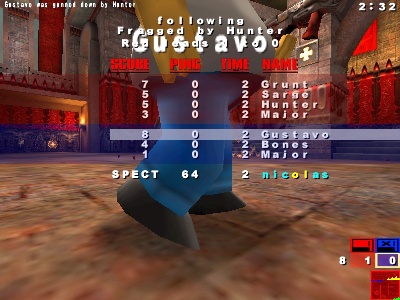 Gustavo was gunned down by Hunter
2:32
following
Gustavo
Fragged by Hunter
SCORE PING TIME NAME
7 0 2 Grunt
5 0 2 Sarge
5 0 2 Hunter
3 0 2 Major
8 0 2 Gustavo
4 0 2 Bones
1 0 2 Major
SPECT 64 2 nicolas
8 1 0